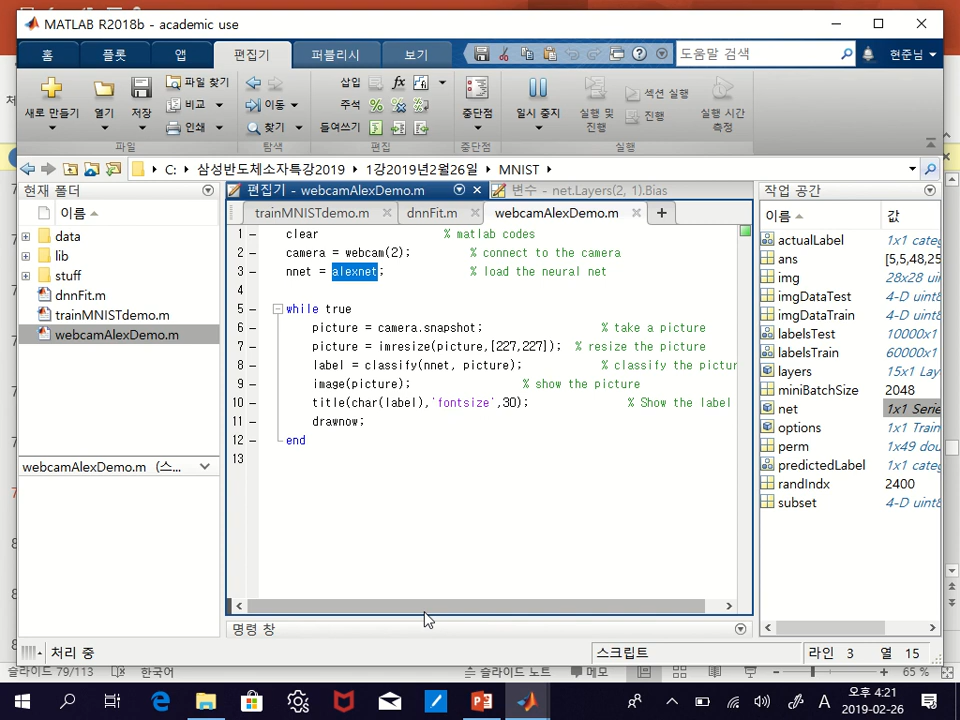 MATLAB R2018b - academic use
홈 플롯 앱 편집기 퍼블리시 보기 도움말 검색 현준님
새로 만들기 열기 저장 파일 찾기 비교 인쇄 이동 찾기 삽입 fx 주석 들여쓰기 중단점 일시 중지 실행 및 진행 섹션 실행 진행 실행 시간 측정
파일 탐색 편집 중단점 실행
C: 삼성반도체소자특강2019 1강2019년2월26일 MNIST
현재 폴더
이름
data
lib
stuff
dnnFit.m
trainMNISTdemo.m
webcamAlexDemo.m
webcamAlexDemo.m (스...
편집기 - webcamAlexDemo.m 변수 - net.Layers(2, 1).Bias
trainMNISTdemo.m dnnFit.m webcamAlexDemo.m
1 – clear % matlab codes
2 – camera = webcam(2); % connect to the camera
3 – nnet = alexnet; % load the neural net
4
5 – while true
6 – picture = camera.snapshot; % take a picture
7 – picture = imresize(picture,[227,227]); % resize the picture
8 – label = classify(nnet, picture); % classify the pictur
9 – image(picture); % show the picture
10 – title(char(label),'fontsize',30); % Show the label
11 – drawnow;
12 – end
13
명령 창
작업 공간
이름 값
actualLabel 1x1 categ
ans [5,5,48,25
img 28x28 uin
imgDataTest 4-D uint8
imgDataTrain 4-D uint8
labelsTest 10000x1
labelsTrain 60000x1
layers 15x1 Lay
miniBatchSize 2048
net 1x1 Serie
options 1x1 Train
perm 1x49 dou
predictedLabel 1x1 categ
randIndx 2400
subset 4-D uint8
처리 중 스크립트 라인 3 열 15
슬라이드 79/113 한국어 슬라이드 노트 메모 65 %
A 오후 4:21
2019-02-26